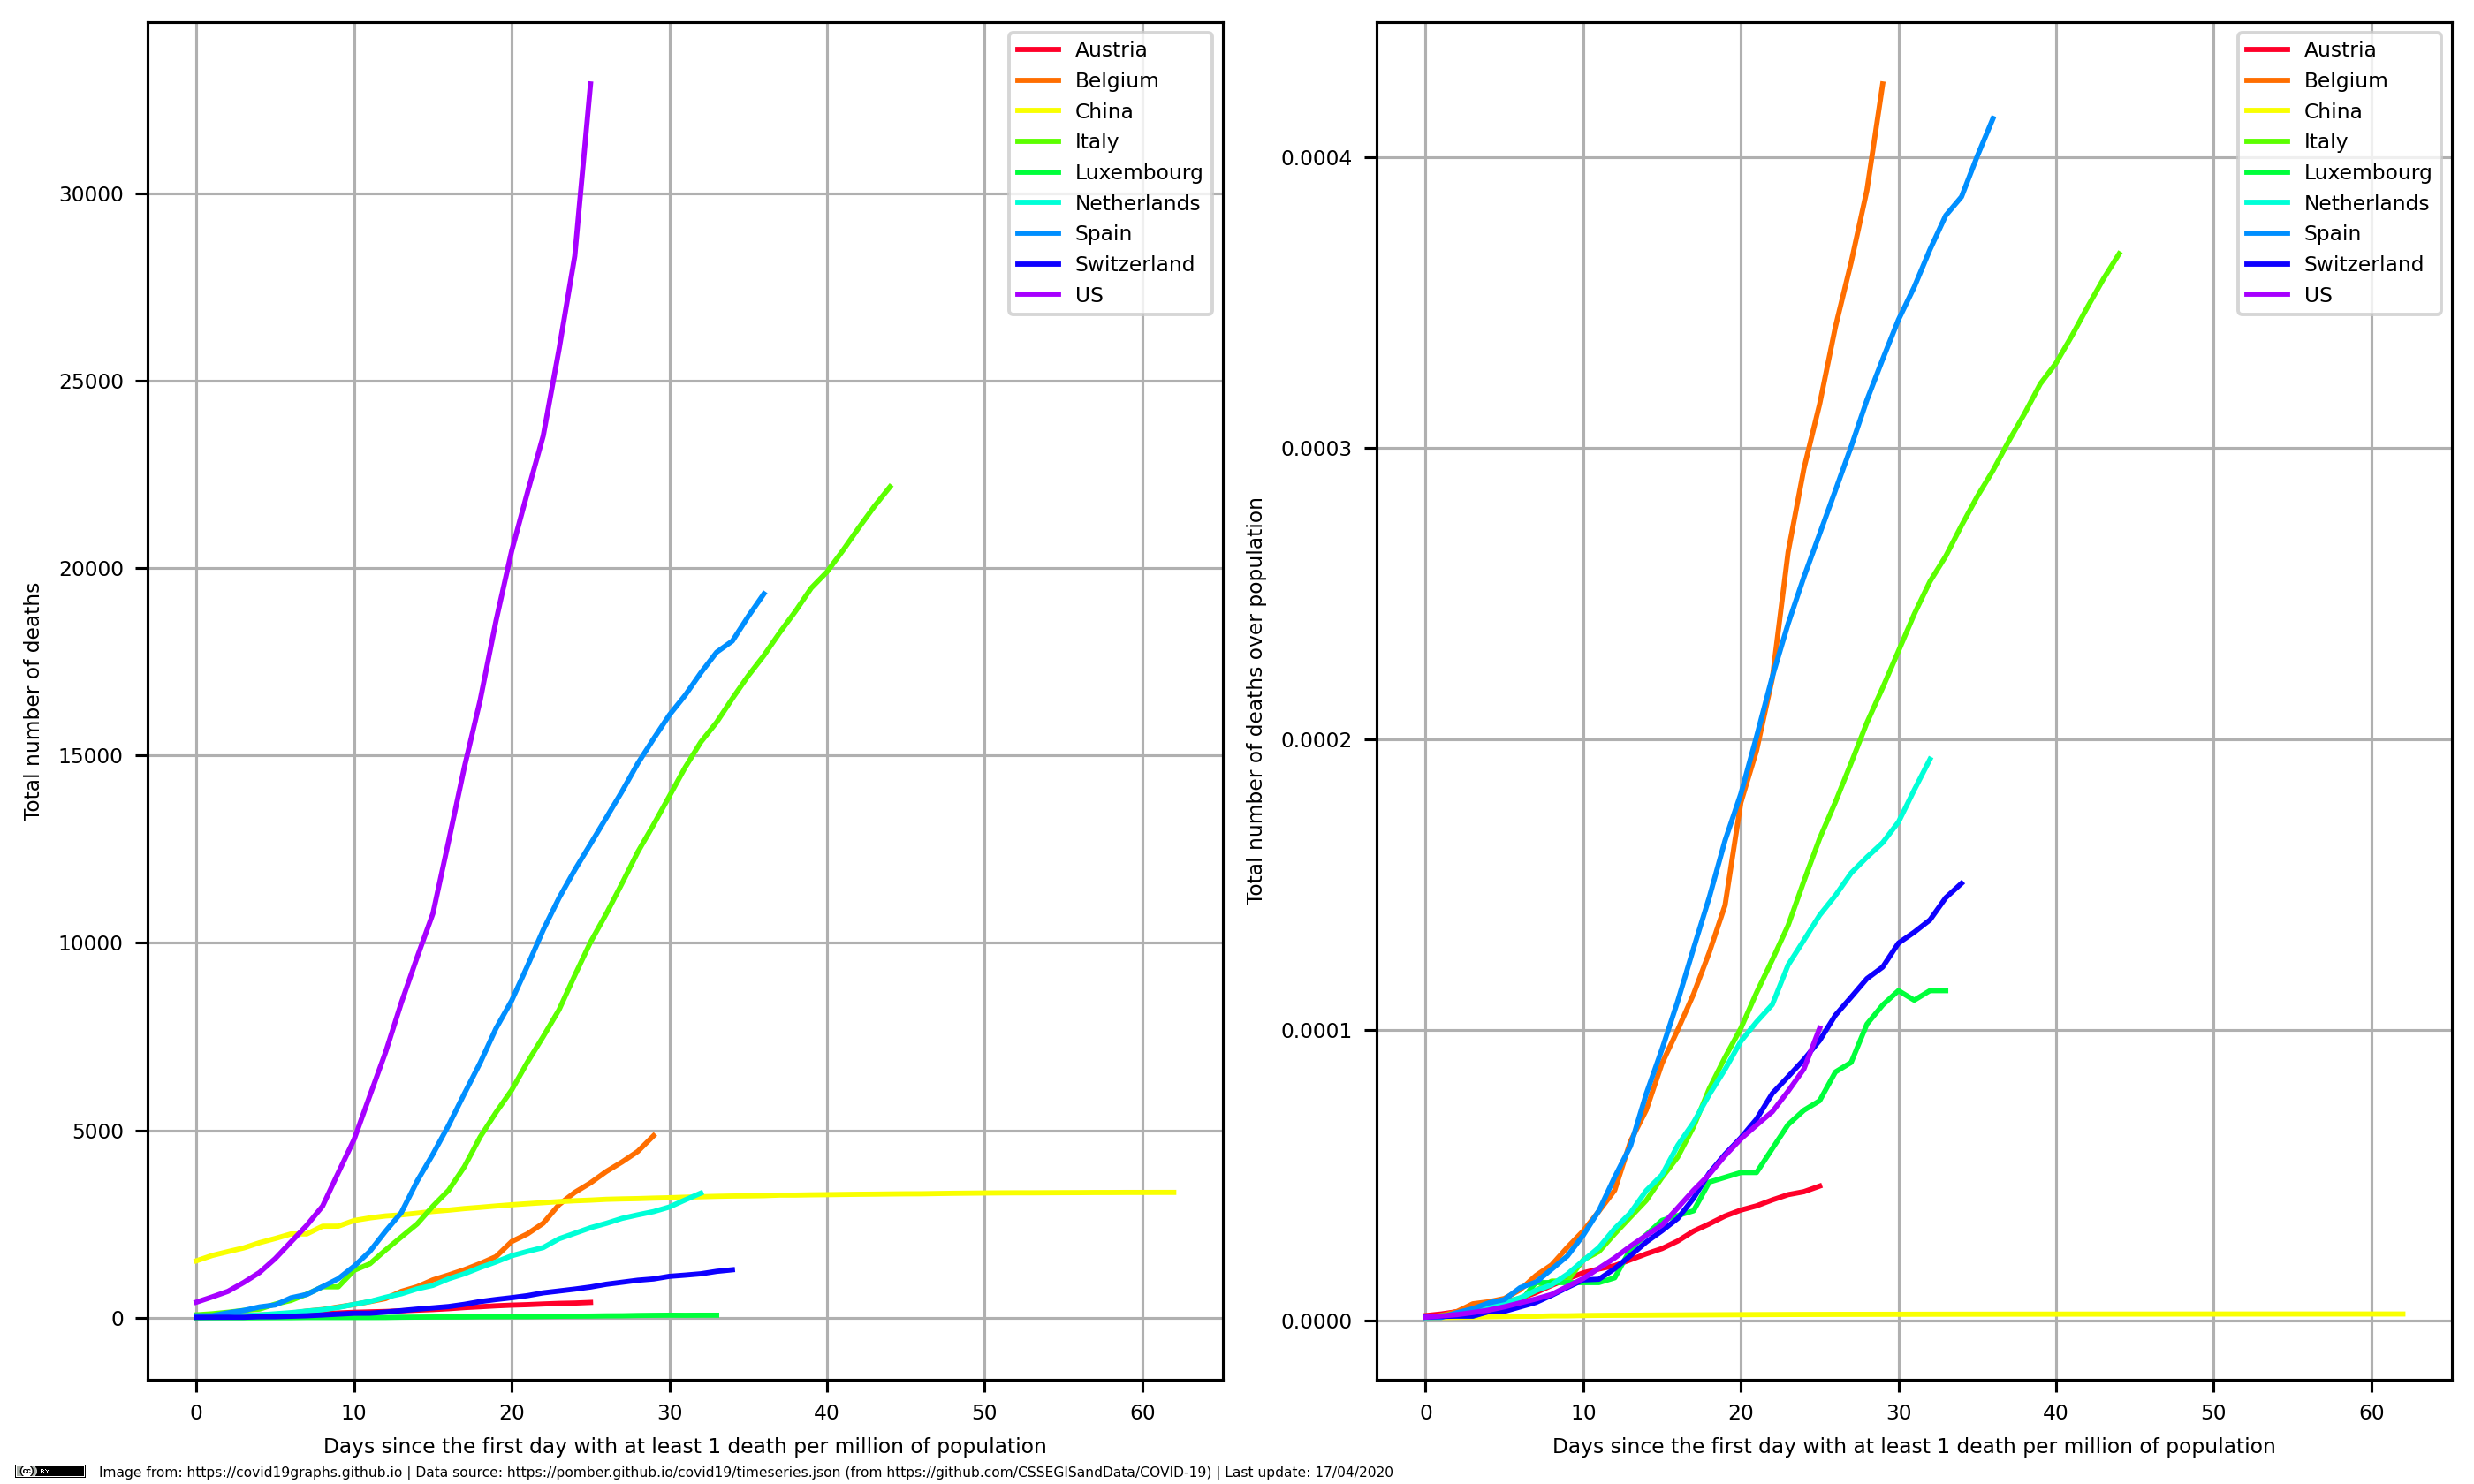 30000
25000
20000
15000
10000
5000
0
Total number of deaths
0 10 20 30 40 50 60
Days since the first day with at least 1 death per million of population
Austria
Belgium
China
Italy
Luxembourg
Netherlands
Spain
Switzerland
US
0.0004
0.0003
0.0002
0.0001
0.0000
Total number of deaths over population
0 10 20 30 40 50 60
Days since the first day with at least 1 death per million of population
Austria
Belgium
China
Italy
Luxembourg
Netherlands
Spain
Switzerland
US
(cc) BY Image from: https://covid19graphs.github.io | Data source: https://pomber.github.io/covid19/timeseries.json (from https://github.com/CSSEGISandData/COVID-19) | Last update: 17/04/2020